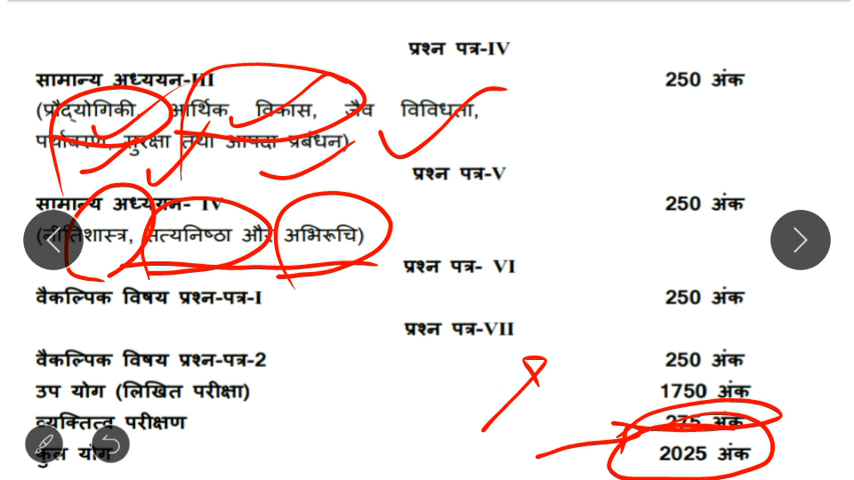 प्रश्न पत्र-IV
सामान्य अध्ययन-III 250 अंक
(प्रौद्योगिकी, आर्थिक विकास, जैव विविधता,
पर्यावरण, सुरक्षा तथा आपदा प्रबंधन)
प्रश्न पत्र-V
सामान्य अध्ययन- IV 250 अंक
(नीतिशास्त्र, सत्यनिष्ठा और अभिरूचि)
प्रश्न पत्र- VI
वैकल्पिक विषय प्रश्न-पत्र-I 250 अंक
प्रश्न पत्र-VII
वैकल्पिक विषय प्रश्न-पत्र-2 250 अंक
उप योग (लिखित परीक्षा) 1750 अंक
व्यक्तित्व परीक्षण 275 अंक
कुल योग 2025 अंक